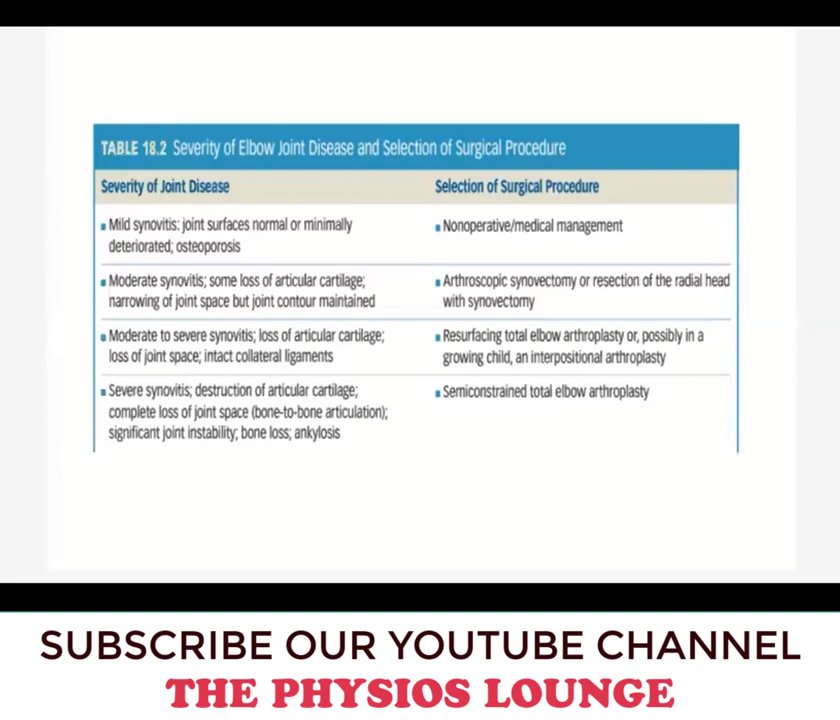 TABLE 18.2 Severity of Elbow Joint Disease and Selection of Surgical Procedure
Severity of Joint Disease
Selection of Surgical Procedure
▪ Mild synovitis: joint surfaces normal or minimally
deteriorated; osteoporosis
▪ Nonoperative/medical management
▪ Moderate synovitis; some loss of articular cartilage;
narrowing of joint space but joint contour maintained
▪ Arthroscopic synovectomy or resection of the radial head
with synovectomy
▪ Moderate to severe synovitis; loss of articular cartilage;
loss of joint space; intact collateral ligaments
▪ Resurfacing total elbow arthroplasty or, possibly in a
growing child, an interpositional arthroplasty
▪ Severe synovitis; destruction of articular cartilage;
complete loss of joint space (bone-to-bone articulation);
significant joint instability; bone loss; ankylosis
▪ Semiconstrained total elbow arthroplasty
SUBSCRIBE OUR YOUTUBE CHANNEL
THE PHYSIOS LOUNGE